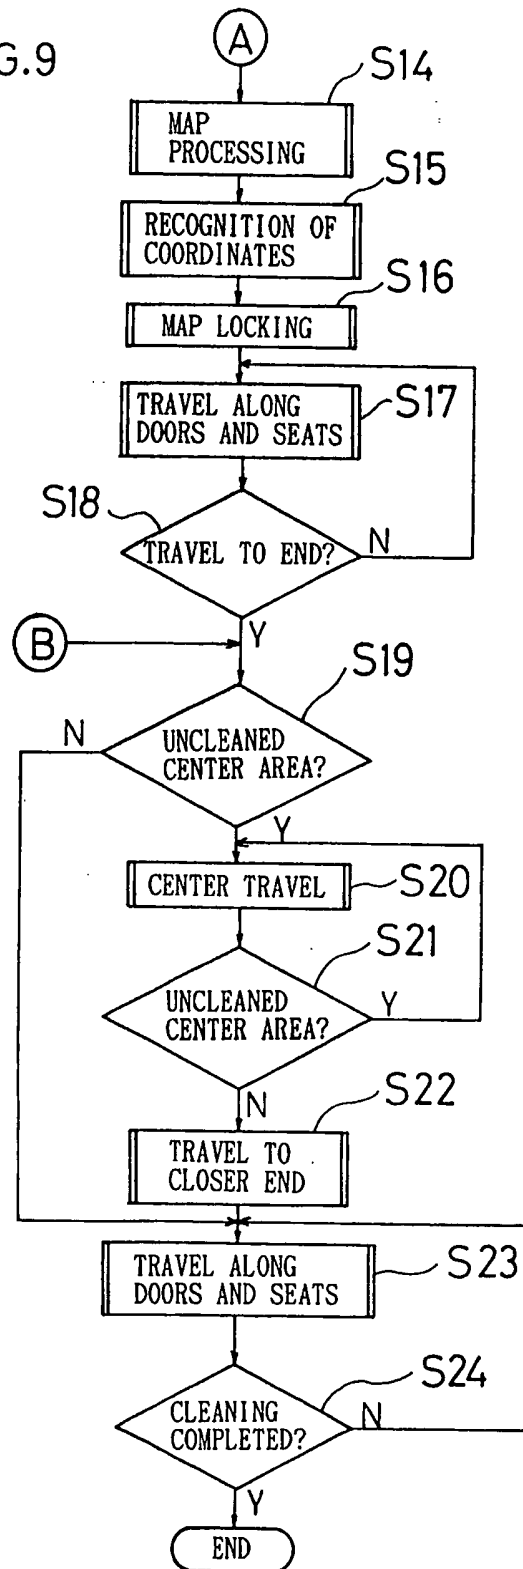 G.9
A
S14
MAP
PROCESSING
S15
RECOGNITION OF
COORDINATES
S16
MAP LOCKING
TRAVEL ALONG
DOORS AND SEATS
S17
S18
TRAVEL TO END?
N
Y
B
S19
N
UNCLEANED
CENTER AREA?
Y
CENTER TRAVEL
S20
S21
UNCLEANED
CENTER AREA?
Y
N
S22
TRAVEL TO
CLOSER END
TRAVEL ALONG
DOORS AND SEATS
S23
S24
CLEANING
COMPLETED?
N
Y
END